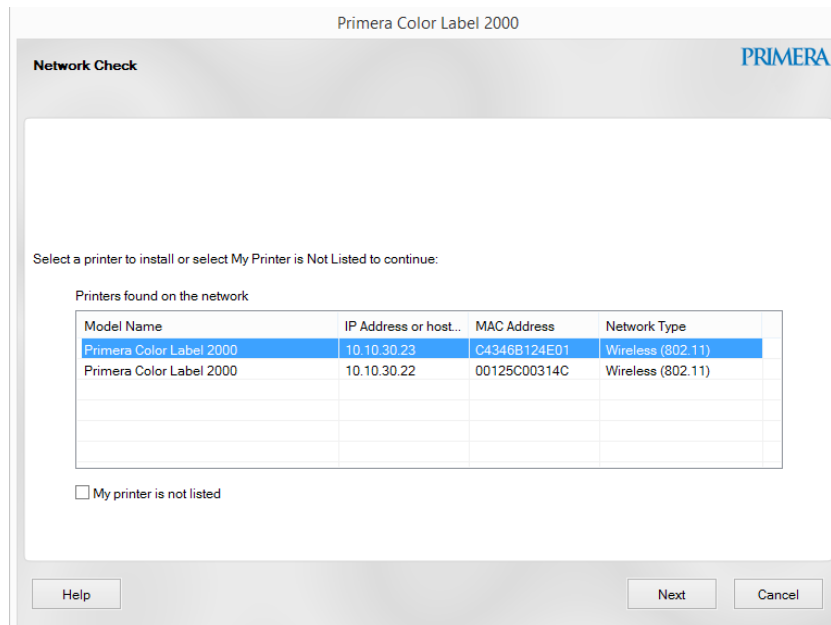 Primera Color Label 2000
Network Check
PRIMERA
Select a printer to install or select My Printer is Not Listed to continue:
Printers found on the network
Model Name IP Address or host... MAC Address Network Type
Primera Color Label 2000 10.10.30.23 C4346B124E01 Wireless (802.11)
Primera Color Label 2000 10.10.30.22 00125C00314C Wireless (802.11)
My printer is not listed
Help Next Cancel